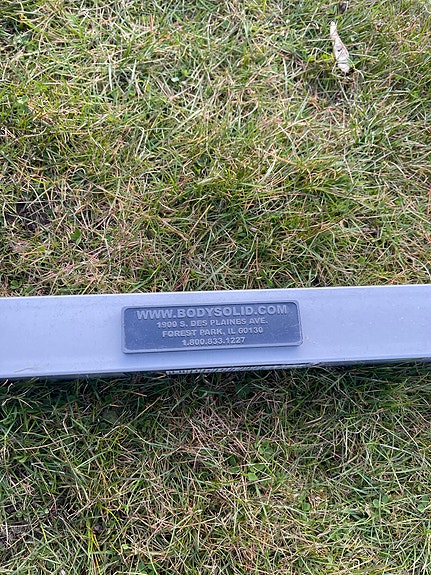 WWW.BODYSOLID.COM
1900 S. DES PLAINES AVE.
FOREST PARK, IL 60130
1.800.833.1227